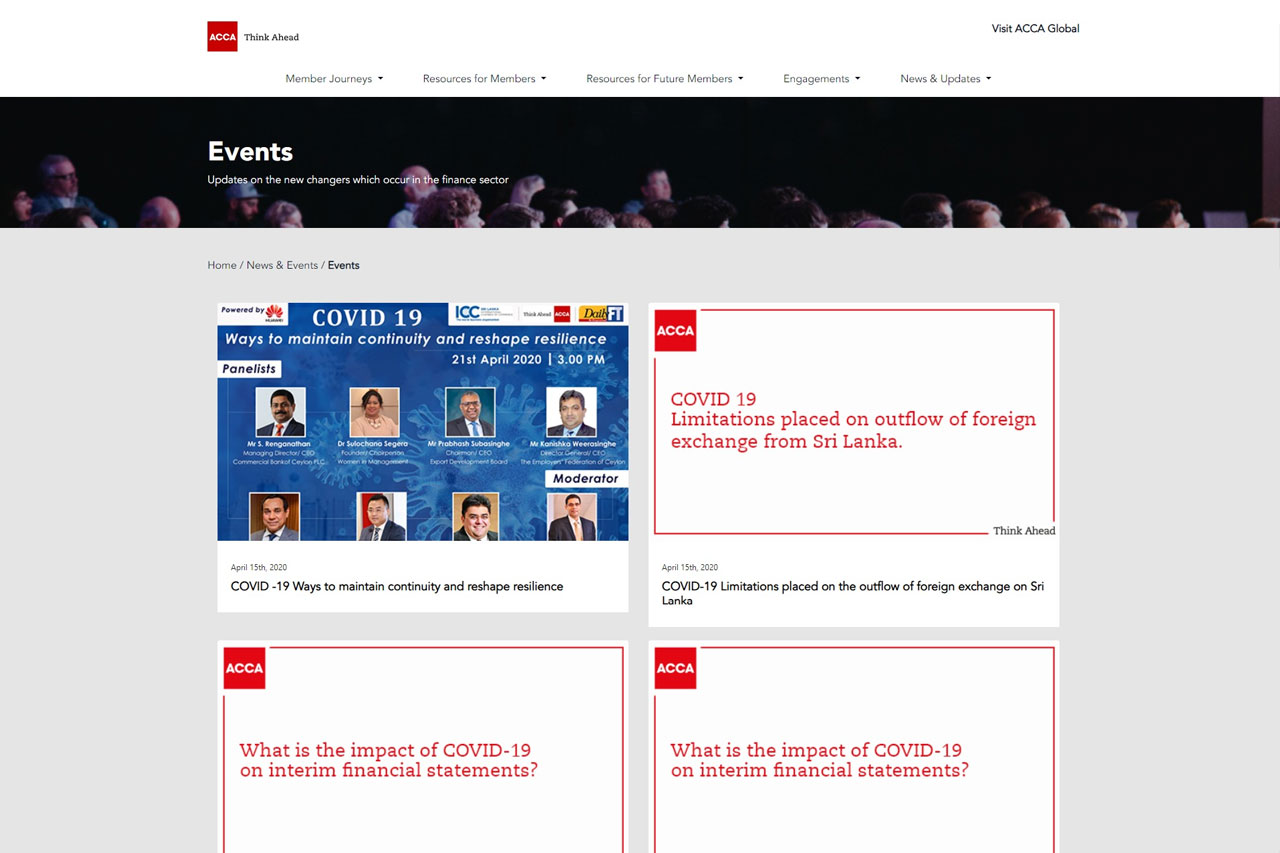 ACCA Think Ahead
Visit ACCA Global
Member Journeys
Resources for Members
Resources for Future Members
Engagements
News & Updates
Events
Updates on the new changers which occur in the finance sector
Home / News & Events / Events
Powered by
HUAWEI
COVID 19
ICC SRI LANKA
Think Ahead ACCA
Daily FT
Ways to maintain continuity and reshape resilience
21st April 2020 | 3.00 PM
Panelists
Mr S. Renganathan
Managing Director/ CEO
Commercial Bank of Ceylon PLC
Dr Sulochana Segera
Founder/ Chairperson
Women in Management
Mr Prabhash Subasinghe
Chairman/ CEO
Export Development Board
Mr Kanishka Weerasinghe
Director General/ CEO
The Employers' Federation of Ceylon
Moderator
April 15th, 2020
COVID -19 Ways to maintain continuity and reshape resilience
ACCA
COVID 19
Limitations placed on outflow of foreign
exchange from Sri Lanka.
Think Ahead
April 15th, 2020
COVID-19 Limitations placed on the outflow of foreign exchange on Sri
Lanka
ACCA
What is the impact of COVID-19
on interim financial statements?
ACCA
What is the impact of COVID-19
on interim financial statements?